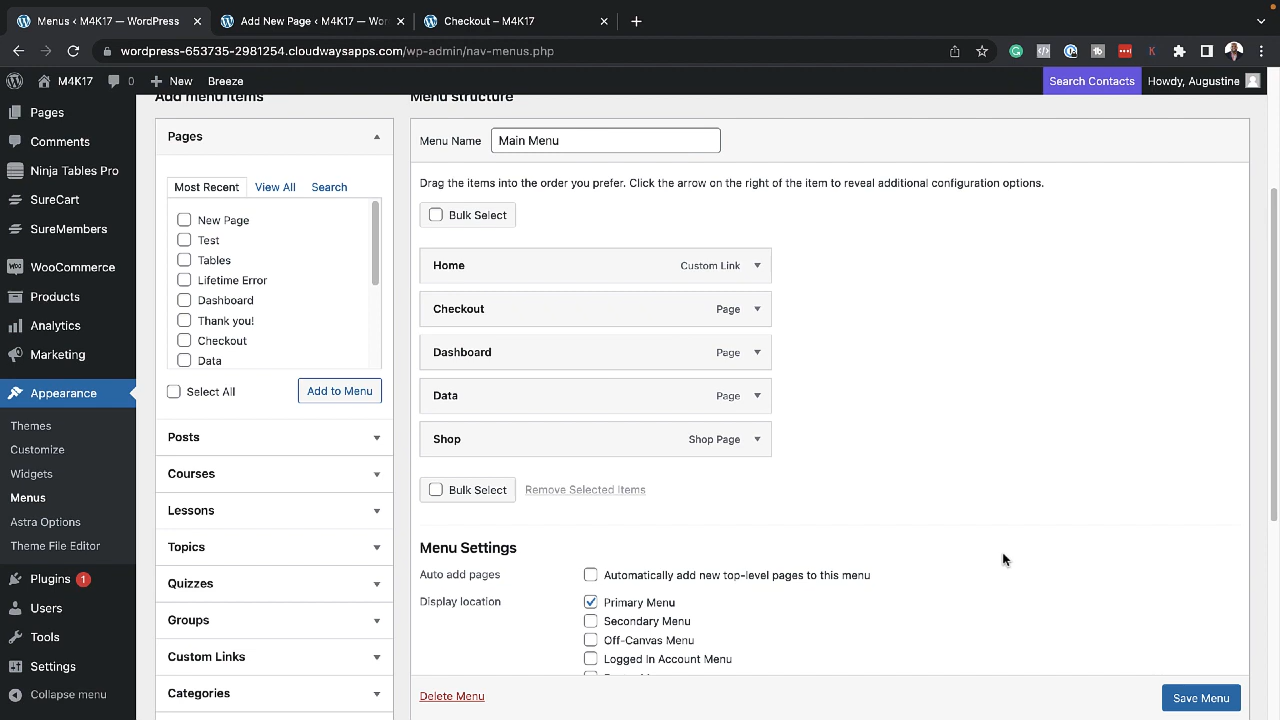 Menus ‹ M4K17 — WordPress
Add New Page ‹ M4K17 — Wor
Checkout – M4K17
wordpress-653735-2981254.cloudwaysapps.com/wp-admin/nav-menus.php
M4K17
0
New
Breeze
Search Contacts
Howdy, Augustine
Pages
Comments
Ninja Tables Pro
SureCart
SureMembers
WooCommerce
Products
Analytics
Marketing
Appearance
Themes
Customize
Widgets
Menus
Astra Options
Theme File Editor
Plugins 1
Users
Tools
Settings
Collapse menu
Add menu items
Pages
Most Recent
View All
Search
New Page
Test
Tables
Lifetime Error
Dashboard
Thank you!
Checkout
Data
Select All
Add to Menu
Posts
Courses
Lessons
Topics
Quizzes
Groups
Custom Links
Categories
Menu structure
Menu Name
Main Menu
Drag the items into the order you prefer. Click the arrow on the right of the item to reveal additional configuration options.
Bulk Select
Home Custom Link
Checkout Page
Dashboard Page
Data Page
Shop Shop Page
Bulk Select
Remove Selected Items
Menu Settings
Auto add pages
Automatically add new top-level pages to this menu
Display location
Primary Menu
Secondary Menu
Off-Canvas Menu
Logged In Account Menu
Delete Menu
Save Menu